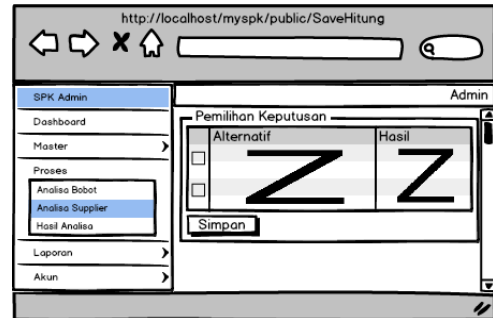 http://localhost/myspk/public/SaveHitung
SPK Admin
Admin
Dashboard
Master
Proses
Analisa Bobot
Analisa Supplier
Hasil Analisa
Laporan
Akun
Pemilihan Keputusan
Alternatif Hasil
Simpan